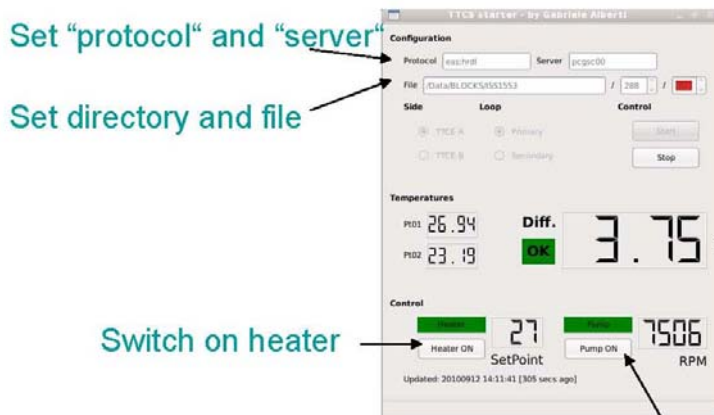 TTCS starter - by Gabriele Alberti
Set “protocol“ and “server“
Configuration
Protocol eas:hrdl Server pcgsc00
File /Data/BLOCKS/ISS1553 / 288 /
Set directory and file
Side Loop Control
TTCE A Primary Start
TTCE B Secondary Stop
Temperatures
Pt01 26.94 Diff. 3.75
Pt02 23.19 OK
Control
Heater 27 Pump 7506
Switch on heater
Heater ON SetPoint Pump ON RPM
Updated: 20100912 14:11:41 [305 secs ago]